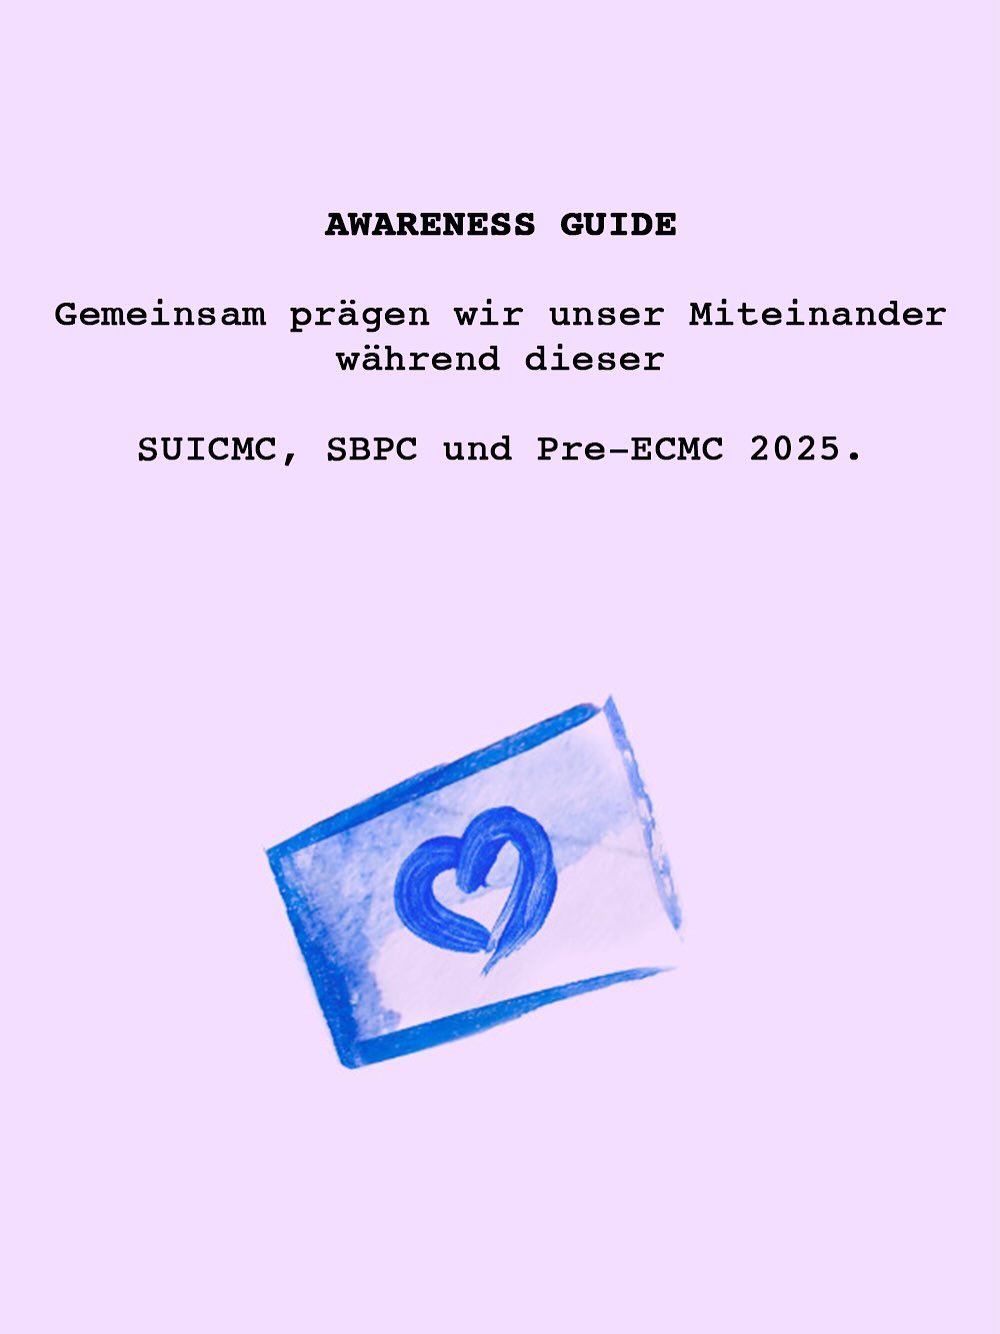 AWARENESS GUIDE
Gemeinsam prägen wir unser Miteinander
während dieser
SUICMC, SBPC und Pre-ECMC 2025.